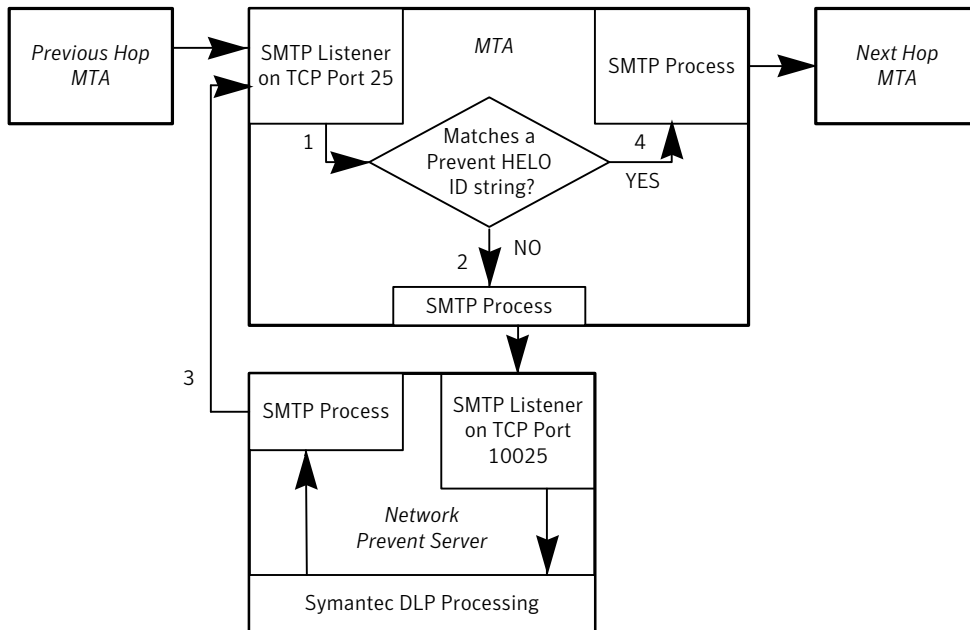 Previous Hop
MTA
SMTP Listener
on TCP Port 25
MTA
SMTP Process
Next Hop
MTA
1
Matches a
Prevent HELO
ID string?
4
YES
2
NO
SMTP Process
3
SMTP Process
SMTP Listener
on TCP Port
10025
Network
Prevent Server
Symantec DLP Processing